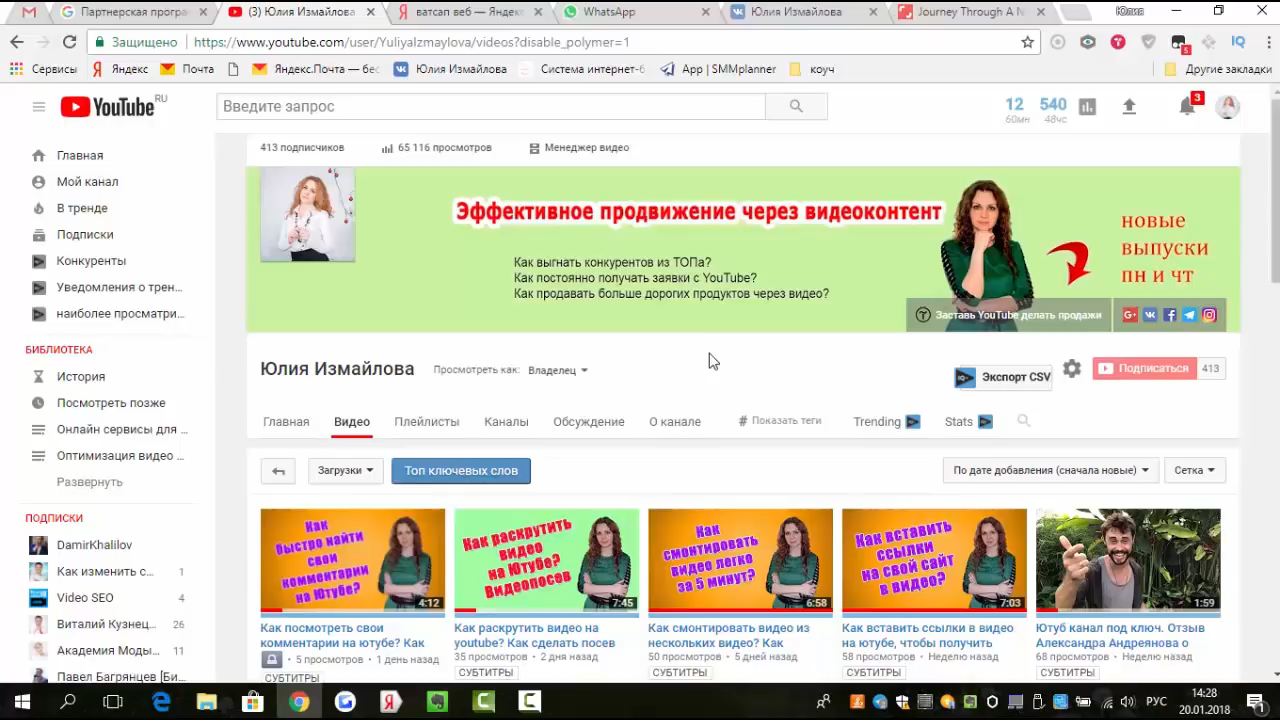 Партнерская програм
(3) Юлия Измайлова
ватсап веб — Яндекс
WhatsApp
Юлия Измайлова
Journey Through A N
Юлия
Защищено
https://www.youtube.com/user/YuliyaIzmaylova/videos?disable_polymer=1
5
IQ
Сервисы
Яндекс
Почта
Яндекс.Почта — бес
Юлия Измайлова
Система интернет-б
App | SMMplanner
коуч
Другие закладки
YouTube RU
Введите запрос
12 540
60мн 48чс
3
413 подписчиков 65 116 просмотров Менеджер видео
Главная
Мой канал
В тренде
Подписки
Конкуренты
Уведомления о трен...
наиболее просматри...
БИБЛИОТЕКА
История
Посмотреть позже
Онлайн сервисы для ...
Оптимизация видео ...
Развернуть
ПОДПИСКИ
DamirKhalilov
Как изменить с... 1
Video SEO 4
Виталий Кузнец... 26
Академия Моды... 11
Павел Багрянцев [Би...
Эффективное продвижение через видеоконтент
Как выгнать конкурентов из ТОПа?
Как постоянно получать заявки с YouTube?
Как продавать больше дорогих продуктов через видео?
новые
выпуски
пн и чт
Заставь YouTube делать продажи
Юлия Измайлова
Просмотреть как: Владелец
Экспорт CSV
Подписаться 413
Главная Видео Плейлисты Каналы Обсуждение О канале # Показать теги Trending Stats
Загрузки
Топ ключевых слов
По дате добавления (сначала новые)
Сетка
Как
быстро найти
свои
комментарии
на Ютубе?
4:12
Как посмотреть свои
комментарии на ютубе? Как
5 просмотров • 1 день назад
СУБТИТРЫ
Как раскрутить
видео
на Ютубе?
Видеопосев
7:45
Как раскрутить видео на
youtube? Как сделать посев
35 просмотров • 2 дня назад
СУБТИТРЫ
Как
смонтировать
видео легко
за 5 минут?
6:58
Как смонтировать видео из
нескольких видео? Как
50 просмотров • 5 дней назад
СУБТИТРЫ
Как вставить
ссылки
на свой сайт
в видео?
7:03
Как вставить ссылки в видео
на ютубе, чтобы получить
58 просмотров • Неделю назад
СУБТИТРЫ
1:59
Ютуб канал под ключ. Отзыв
Александра Андреянова о
68 просмотров • Неделю назад
СУБТИТРЫ
РУС
14:28
20.01.2018
1